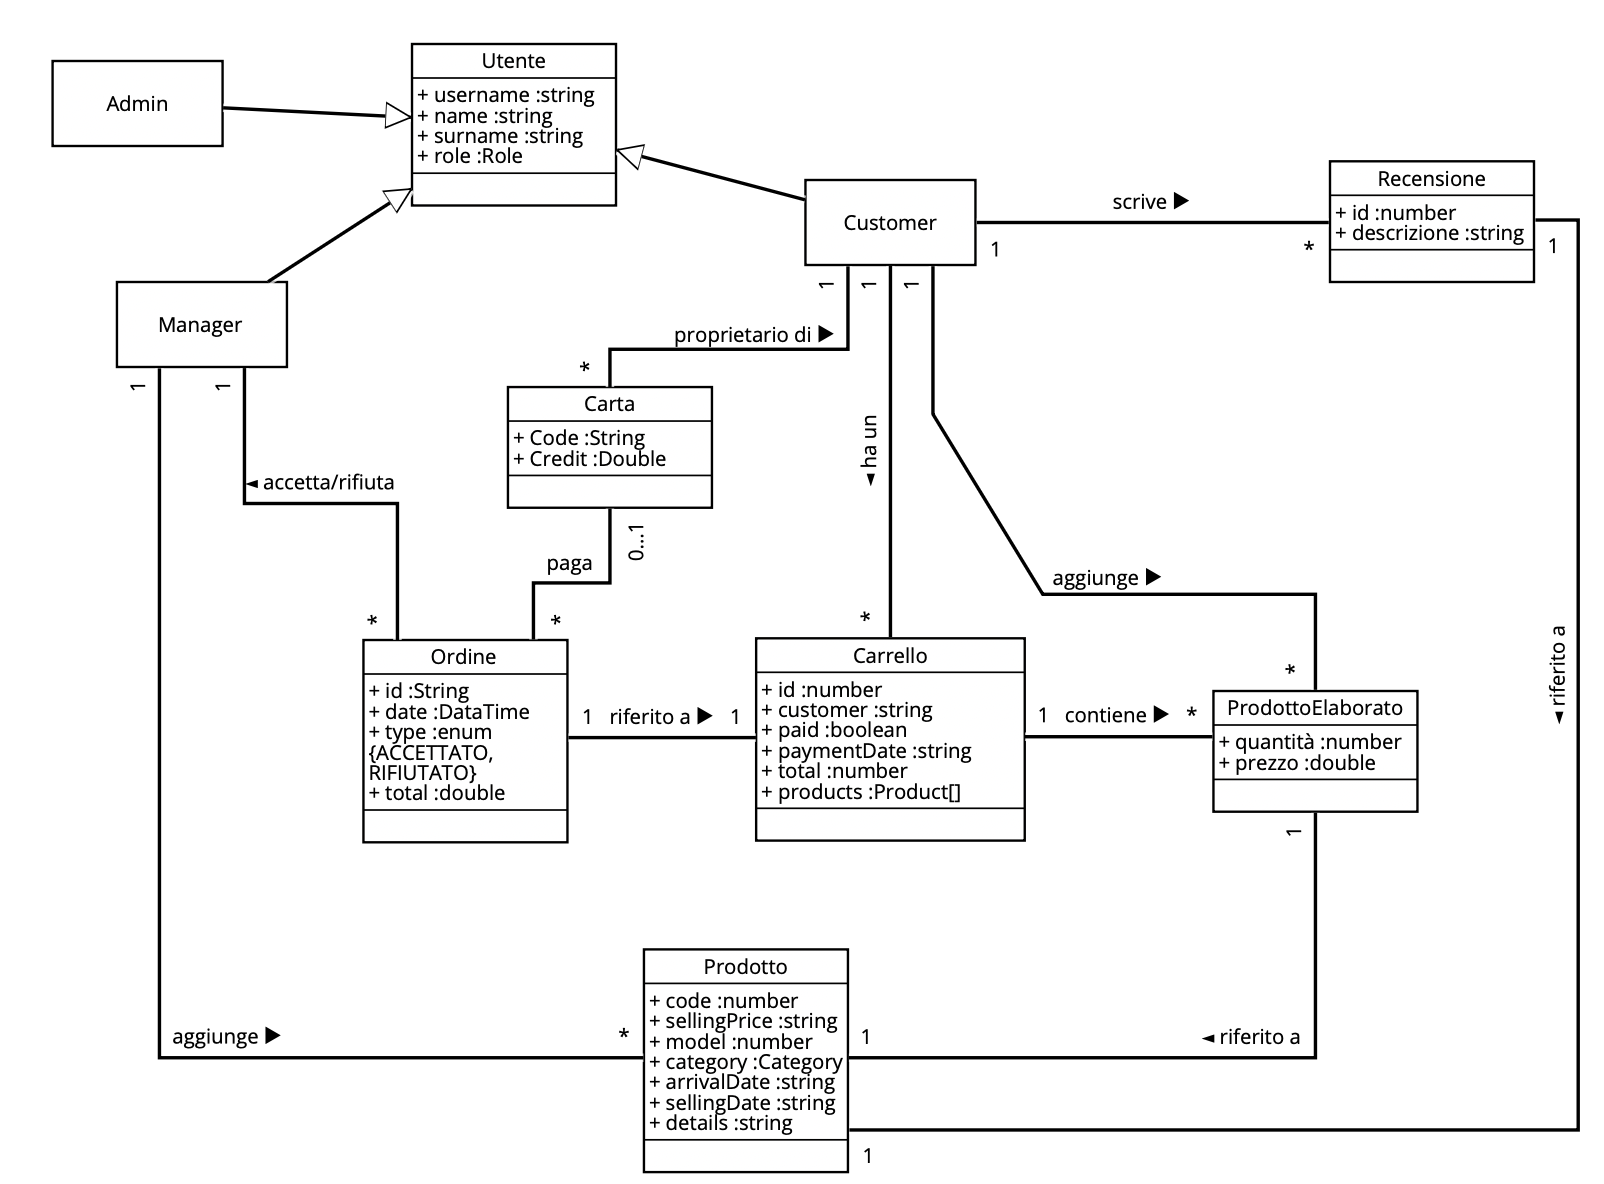 Admin
Utente
+ username :string
+ name :string
+ surname :string
+ role :Role
Customer
scrive ▶
1
*
Recensione
+ id :number
+ descrizione :string
1
Manager
1
1
1
1
1
proprietario di ▶
*
Carta
+ Code :String
+ Credit :Double
0...1
◄ ha un
◄ accetta/rifiuta
paga
aggiunge ▶
◄ riferito a
*
*
*
*
Ordine
+ id :String
+ date :DataTime
+ type :enum
{ACCETTATO,
RIFIUTATO}
+ total :double
1 riferito a ▶ 1
Carrello
+ id :number
+ customer :string
+ paid :boolean
+ paymentDate :string
+ total :number
+ products :Product[]
1 contiene ▶ *
ProdottoElaborato
+ quantità :number
+ prezzo :double
1
aggiunge ▶
*
Prodotto
+ code :number
+ sellingPrice :string
+ model :number
+ category :Category
+ arrivalDate :string
+ sellingDate :string
+ details :string
1
◄ riferito a
1